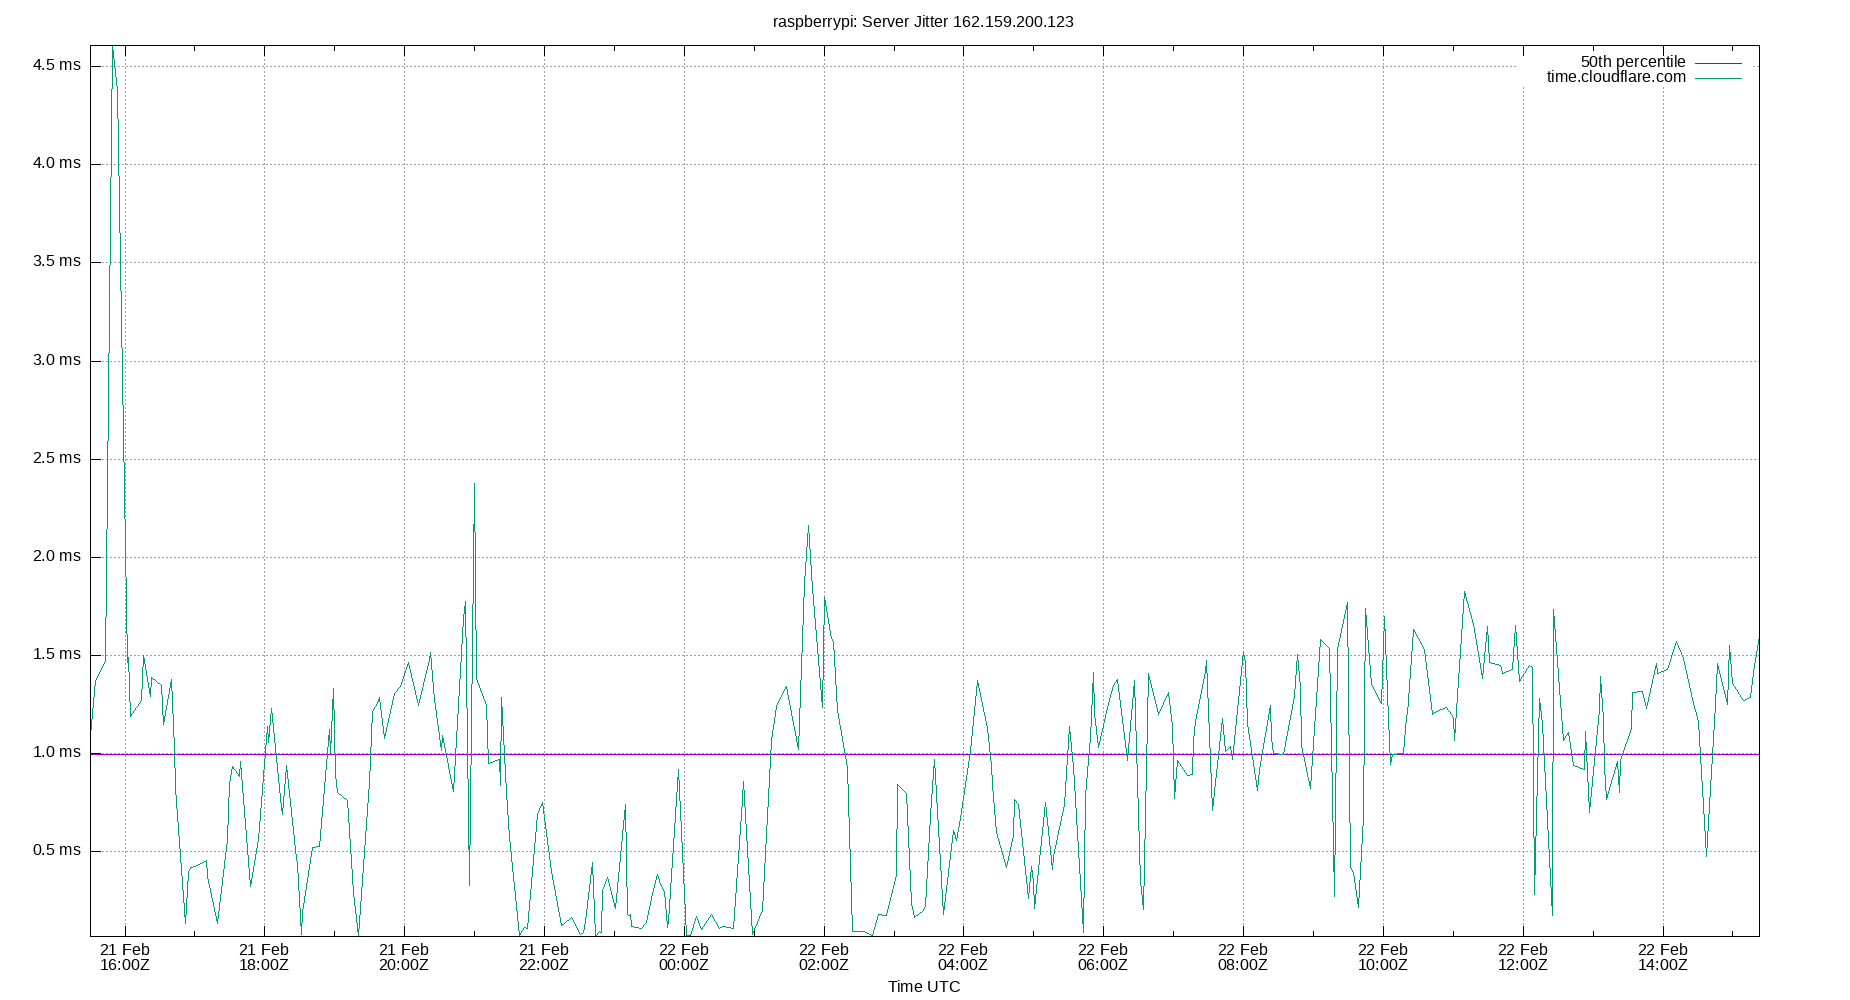 raspberrypi: Server Jitter 162.159.200.123
50th percentile
time.cloudflare.com
4.5 ms
4.0 ms
3.5 ms
3.0 ms
2.5 ms
2.0 ms
1.5 ms
1.0 ms
0.5 ms
21 Feb 21 Feb 21 Feb 21 Feb 22 Feb 22 Feb 22 Feb 22 Feb 22 Feb 22 Feb 22 Feb 22 Feb
16:00Z 18:00Z 20:00Z 22:00Z 00:00Z 02:00Z 04:00Z 06:00Z 08:00Z 10:00Z 12:00Z 14:00Z
Time UTC